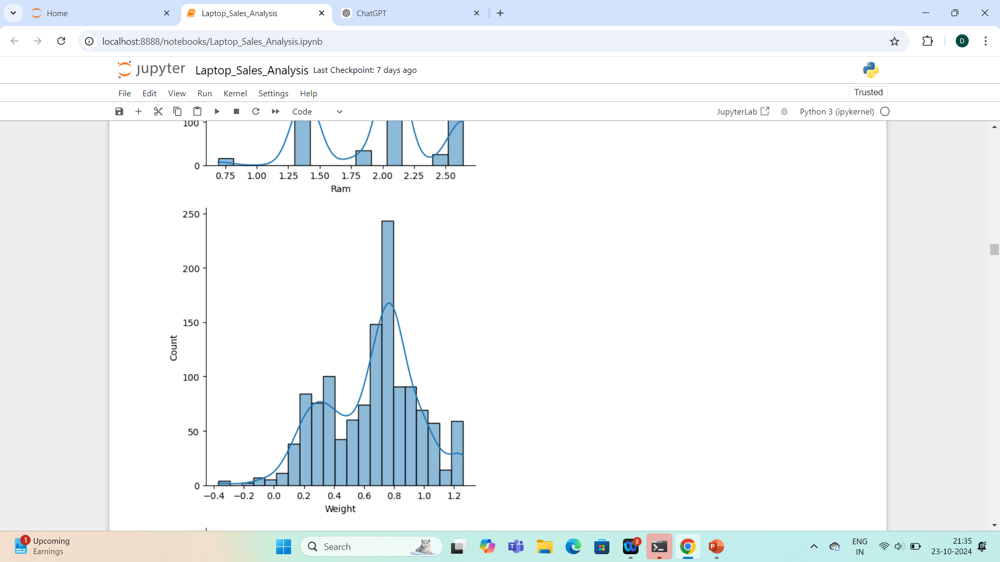 Home
Laptop_Sales_Analysis
ChatGPT
localhost:8888/notebooks/Laptop_Sales_Analysis.ipynb
D
jupyter Laptop_Sales_Analysis Last Checkpoint: 7 days ago
File Edit View Run Kernel Settings Help
Trusted
Code
JupyterLab
Python 3 (ipykernel)
100
0
0.75 1.00 1.25 1.50 1.75 2.00 2.25 2.50
Ram
250
200
150
100
50
0
Count
−0.4 −0.2 0.0 0.2 0.4 0.6 0.8 1.0 1.2
Weight
1
Upcoming
Earnings
Search
8
P
ENG
IN
21:35
23-10-2024